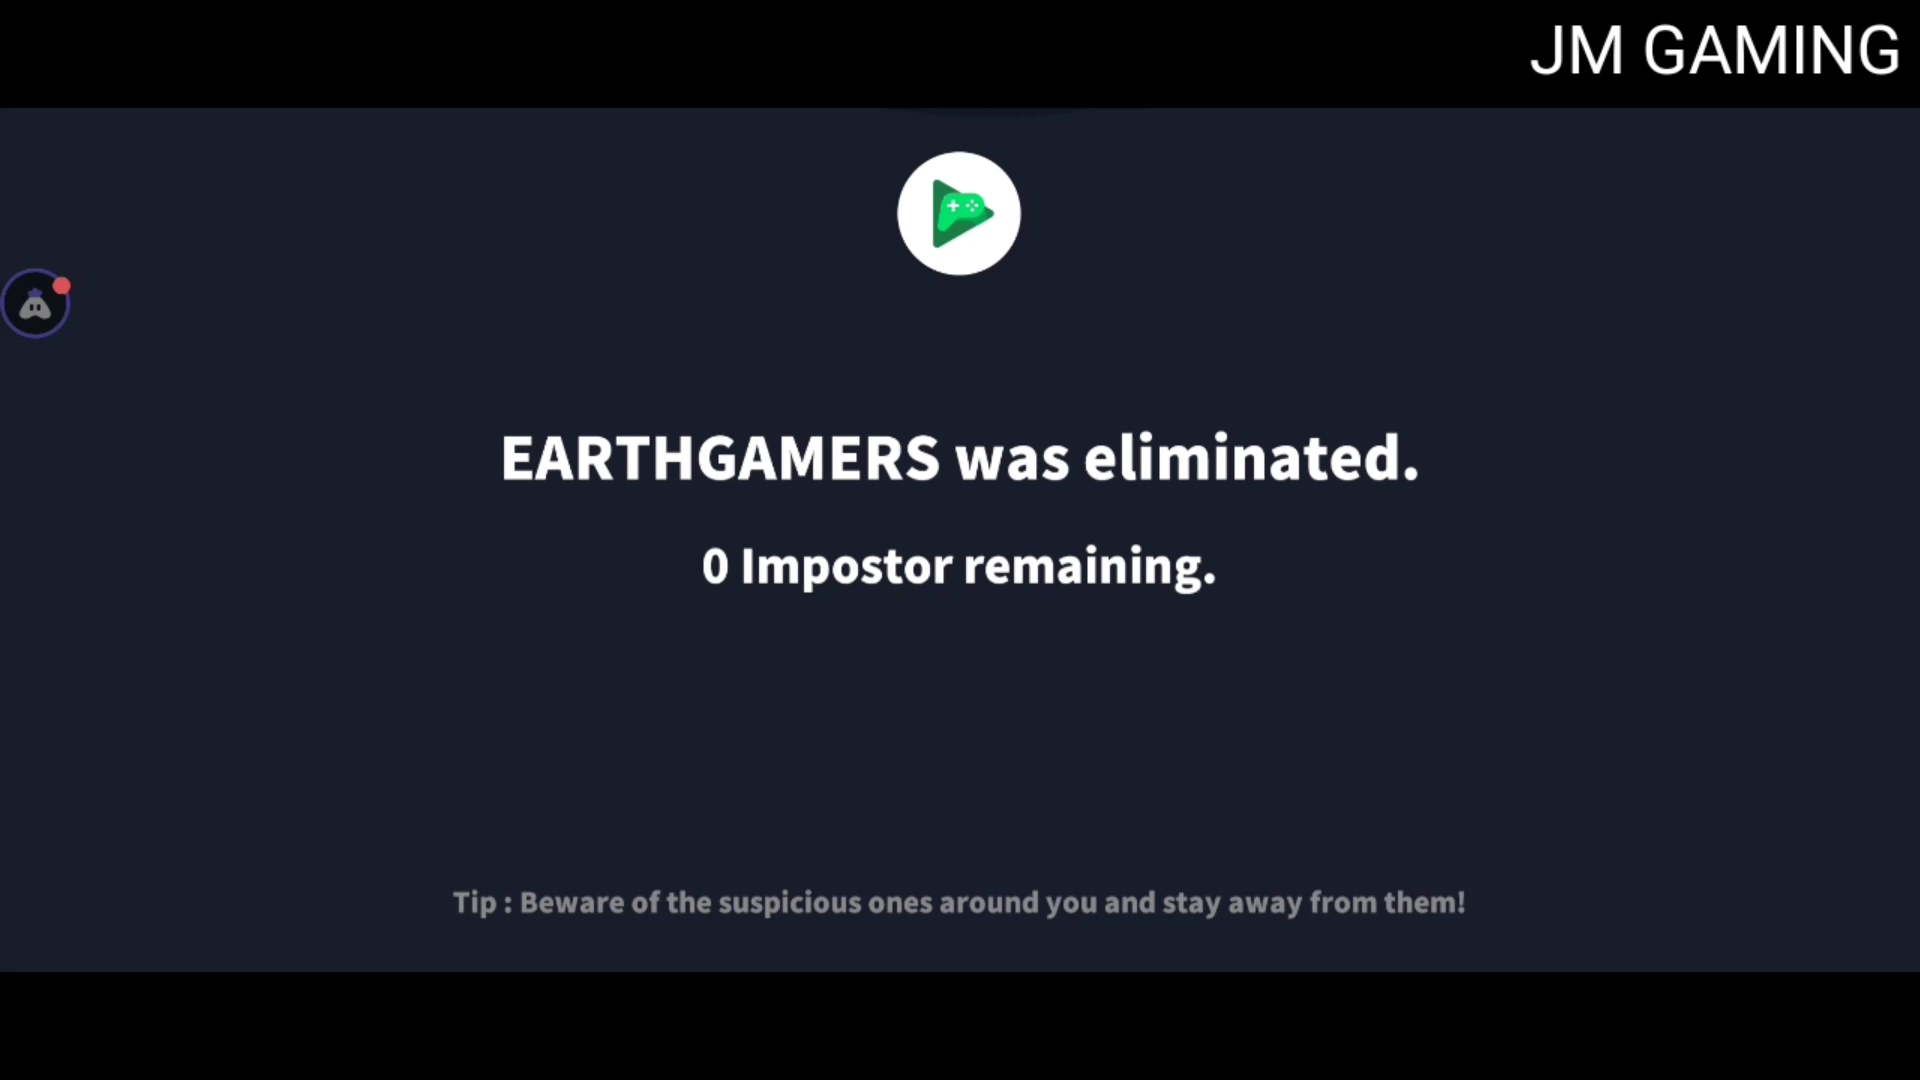 JM GAMING
EARTHGAMERS was eliminated.
0 Impostor remaining.
Tip : Beware of the suspicious ones around you and stay away from them!